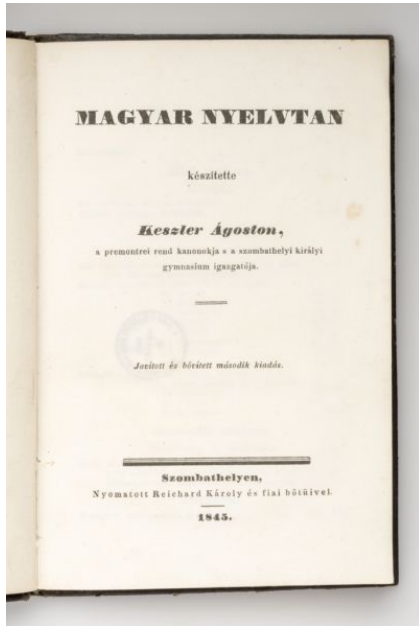 MAGYAR NYELVTAN
készítette
Keszler Ágoston,
a premontrei rend kanonokja s a szombathelyi királyi
gymnasium igazgatója.
Javított és bővített második kiadás.
Szombathelyen,
Nyomatott Reichard Károly és fiai bötüivel.
1845.